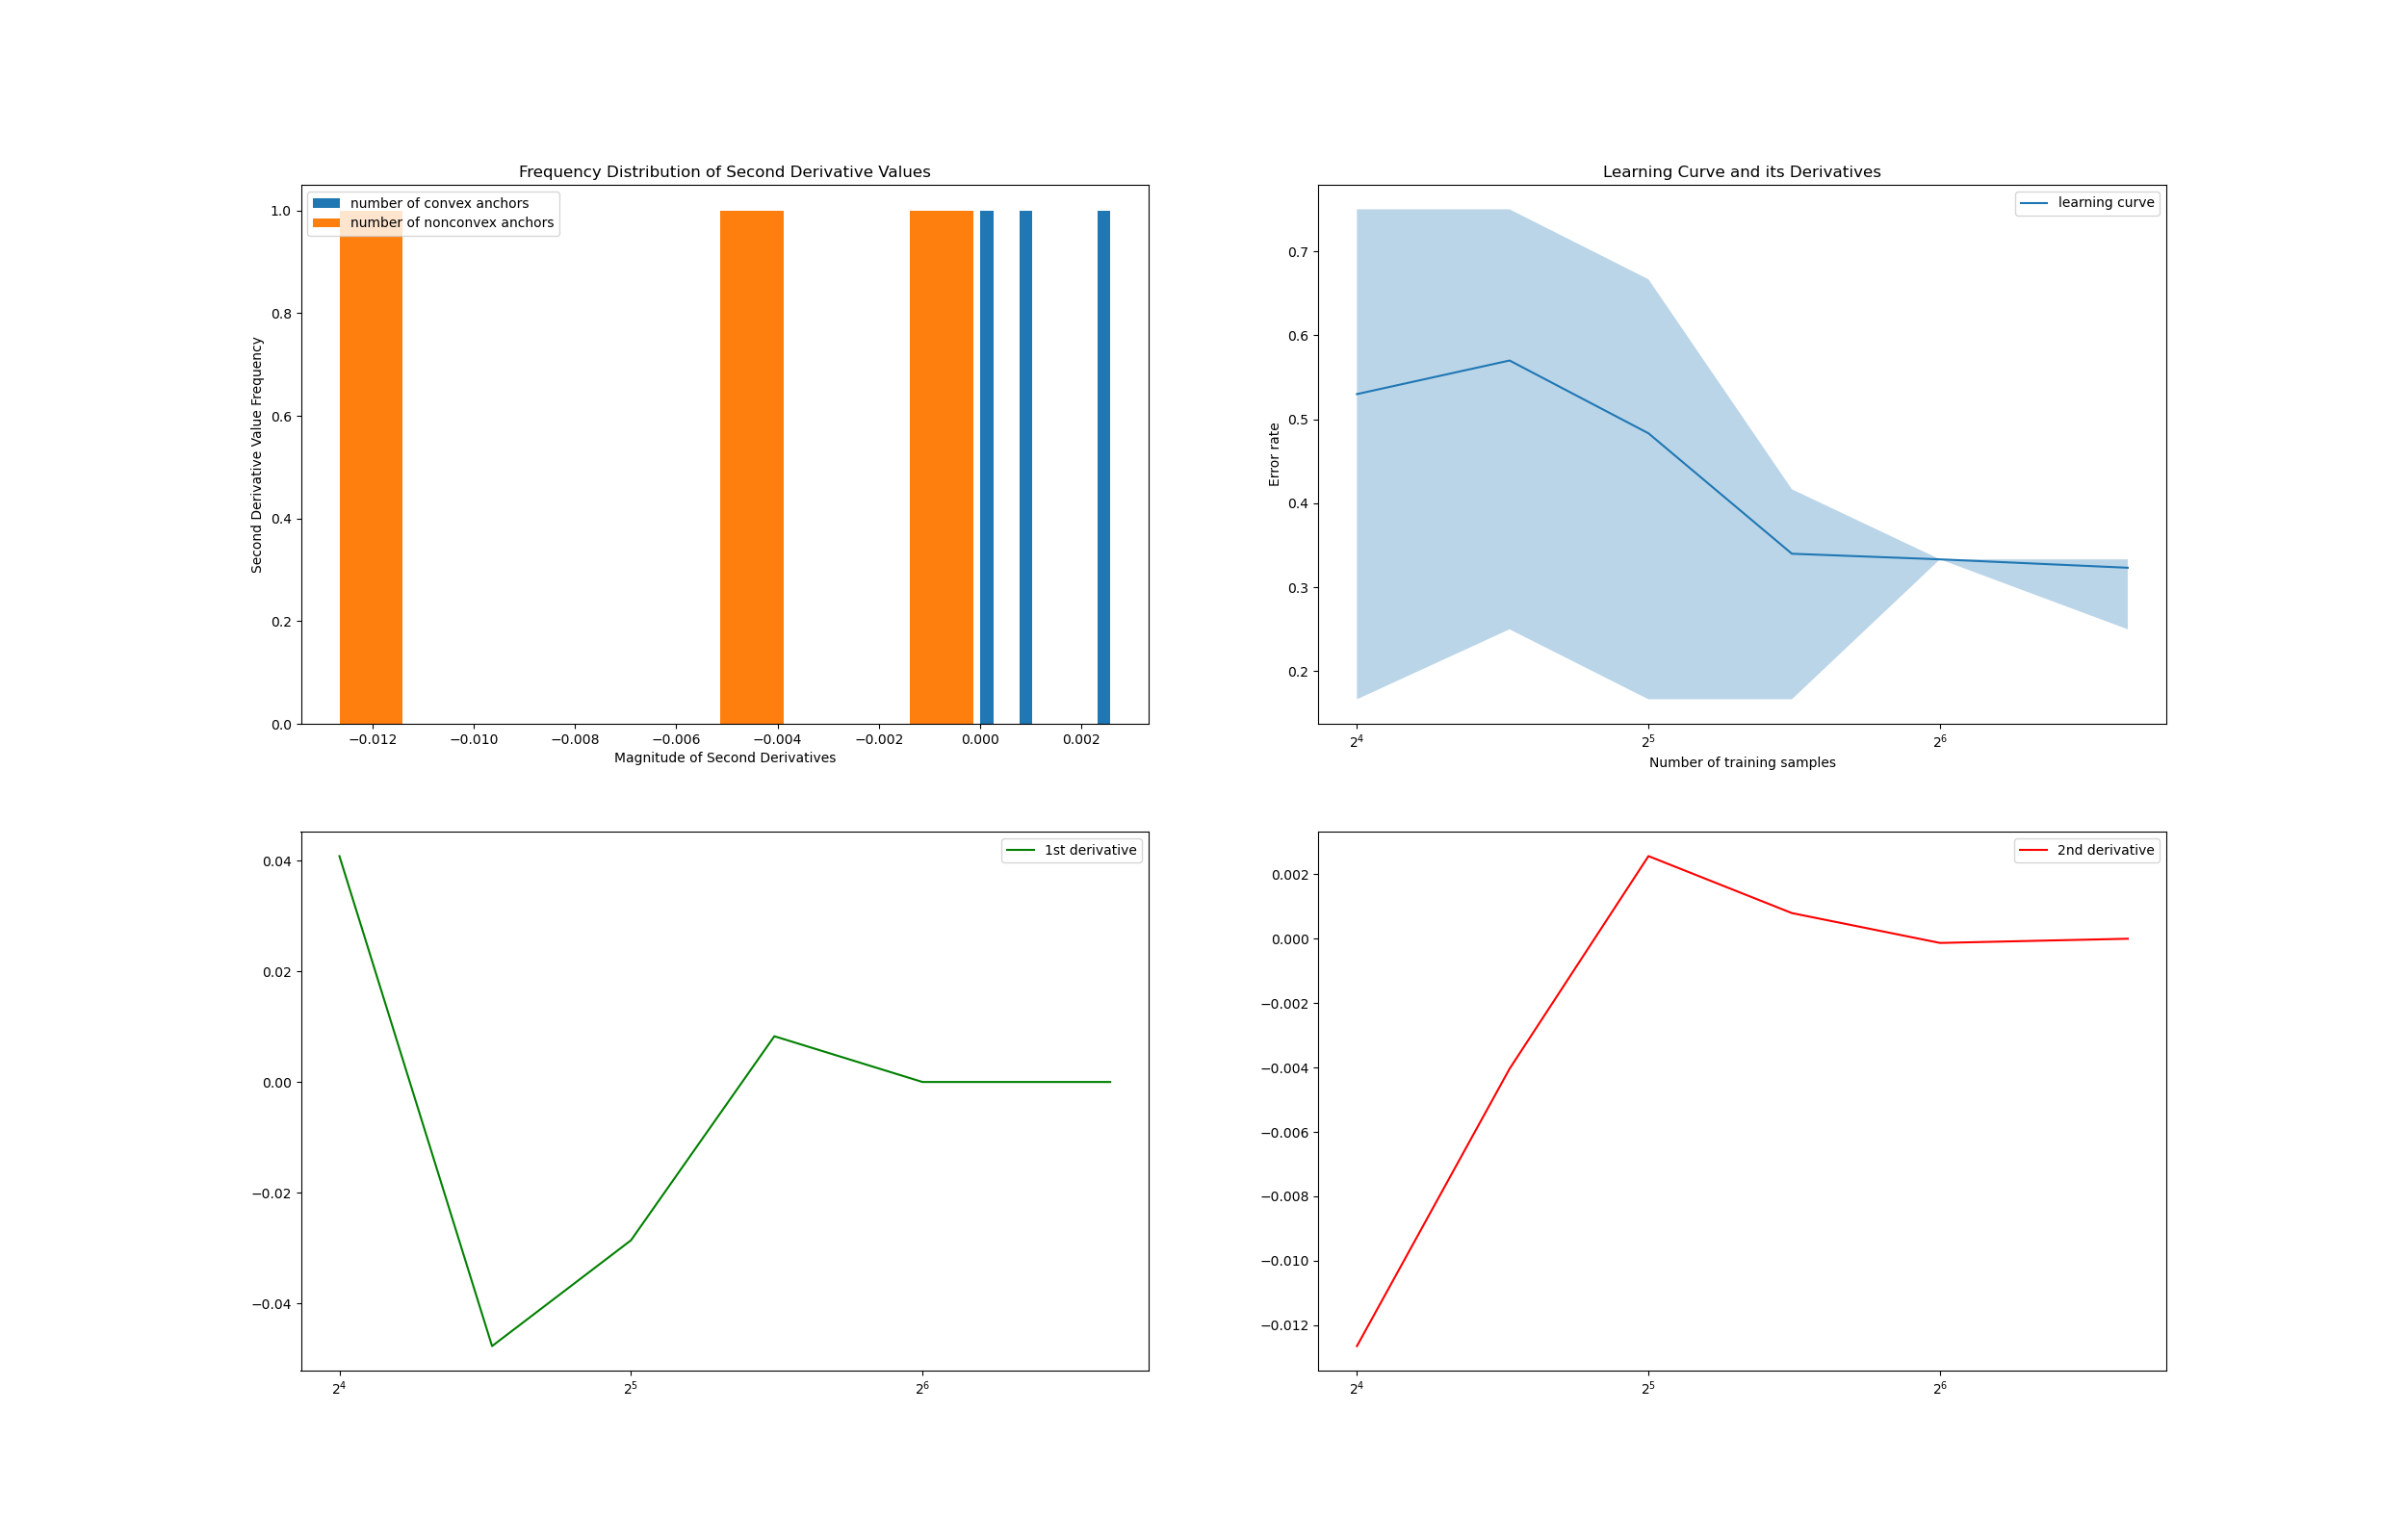 Frequency Distribution of Second Derivative Values
number of convex anchors
number of nonconvex anchors
1.0
0.8
0.6
0.4
0.2
0.0
Second Derivative Value Frequency
−0.012 −0.010 −0.008 −0.006 −0.004 −0.002 0.000 0.002
Magnitude of Second Derivatives
Learning Curve and its Derivatives
learning curve
0.7
0.6
0.5
0.4
0.3
0.2
Error rate
2⁴ 2⁵ 2⁶
Number of training samples
1st derivative
0.04
0.02
0.00
−0.02
−0.04
2⁴ 2⁵ 2⁶
2nd derivative
0.002
0.000
−0.002
−0.004
−0.006
−0.008
−0.010
−0.012
2⁴ 2⁵ 2⁶